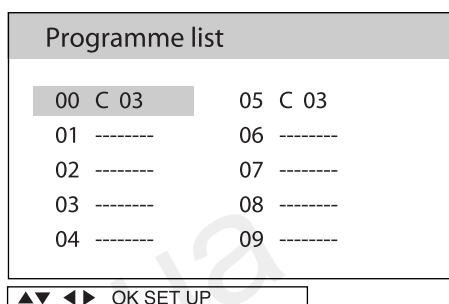 Programme list
00 C 03 05 C 03
01 -------- 06 --------
02 -------- 07 --------
03 -------- 08 --------
04 -------- 09 --------
▲▼ ◀▶ OK SET UP